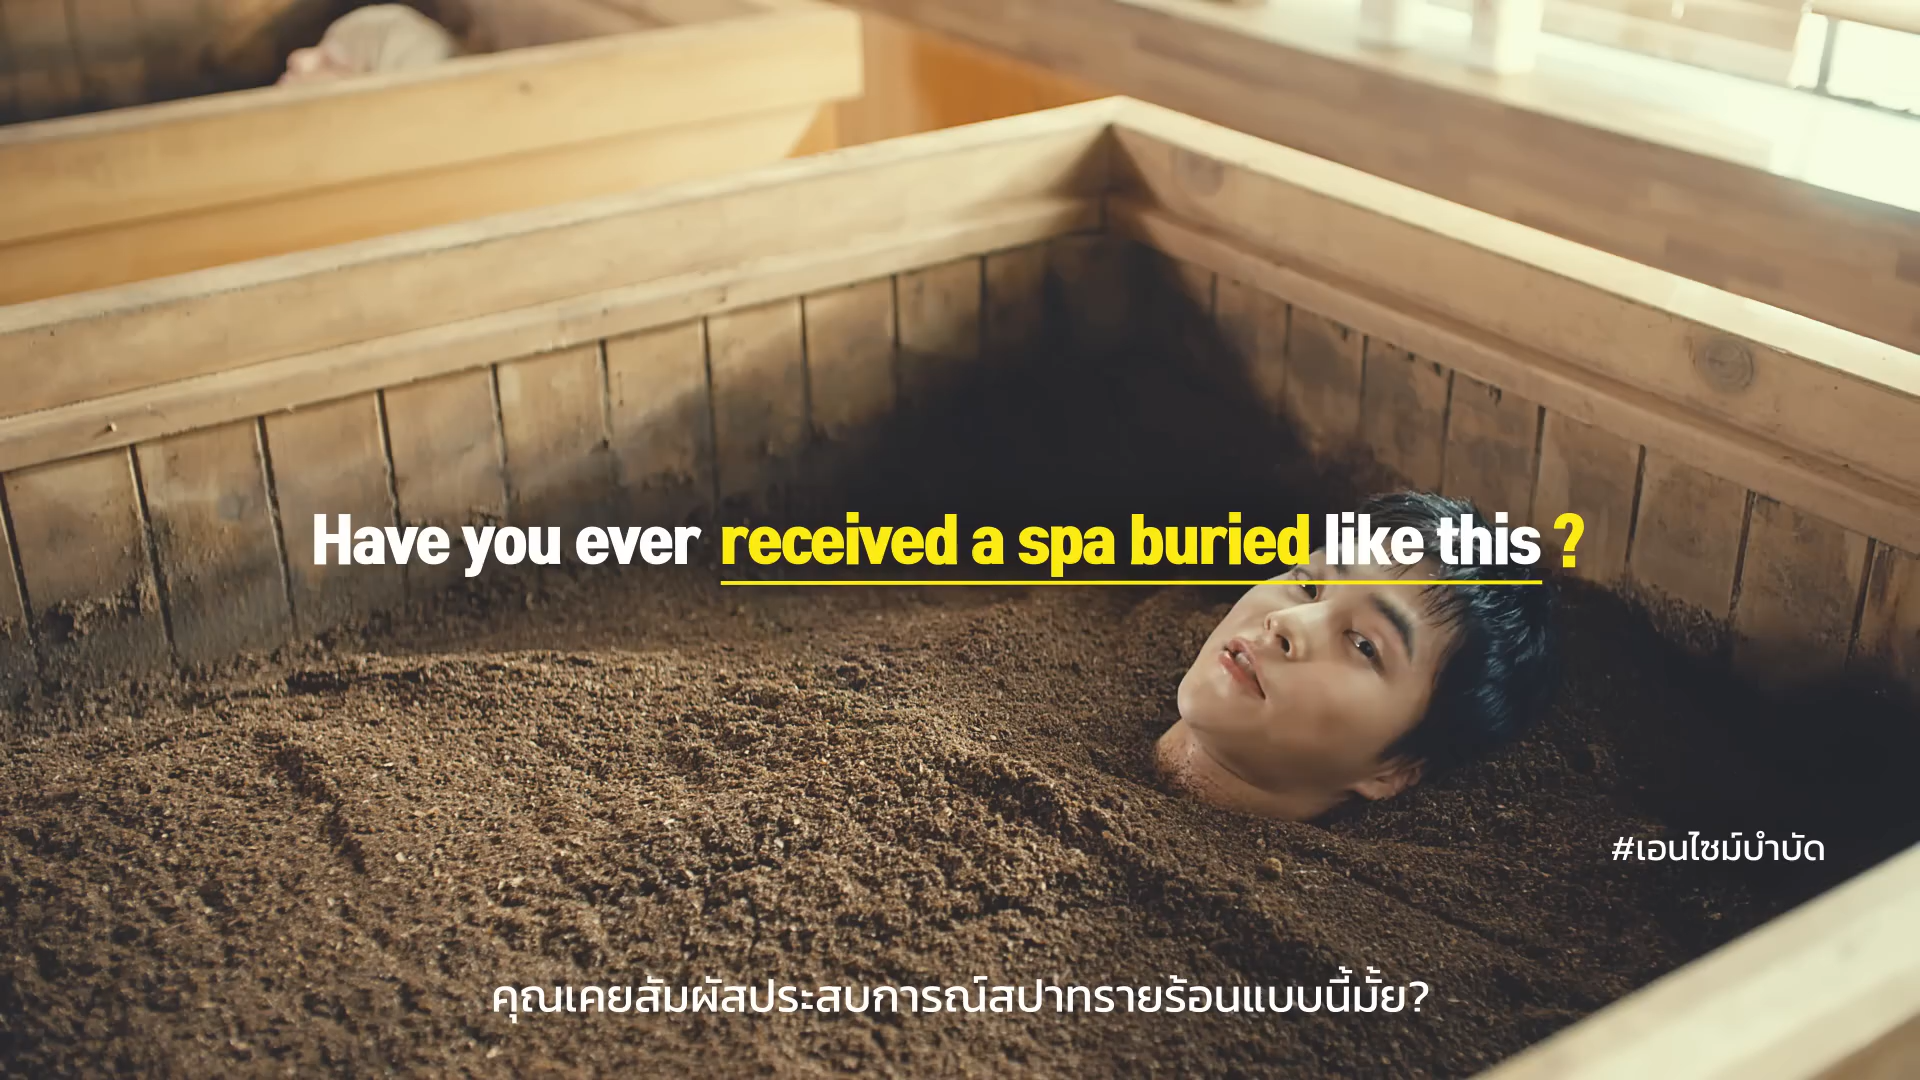 Have you ever received a spa buried like this ?
#เอนไซม์บำบัด
คุณเคยสัมผัสประสบการณ์สปาทรายร้อนแบบนี้มั้ย?